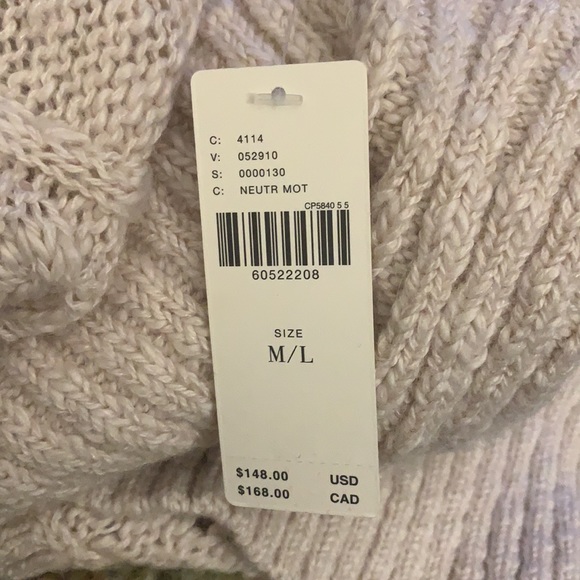 C: 4114
V: 052910
S: 0000130
C: NEUTR MOT
CP5840 5 5
60522208
SIZE
M/L
$148.00 USD
$168.00 CAD